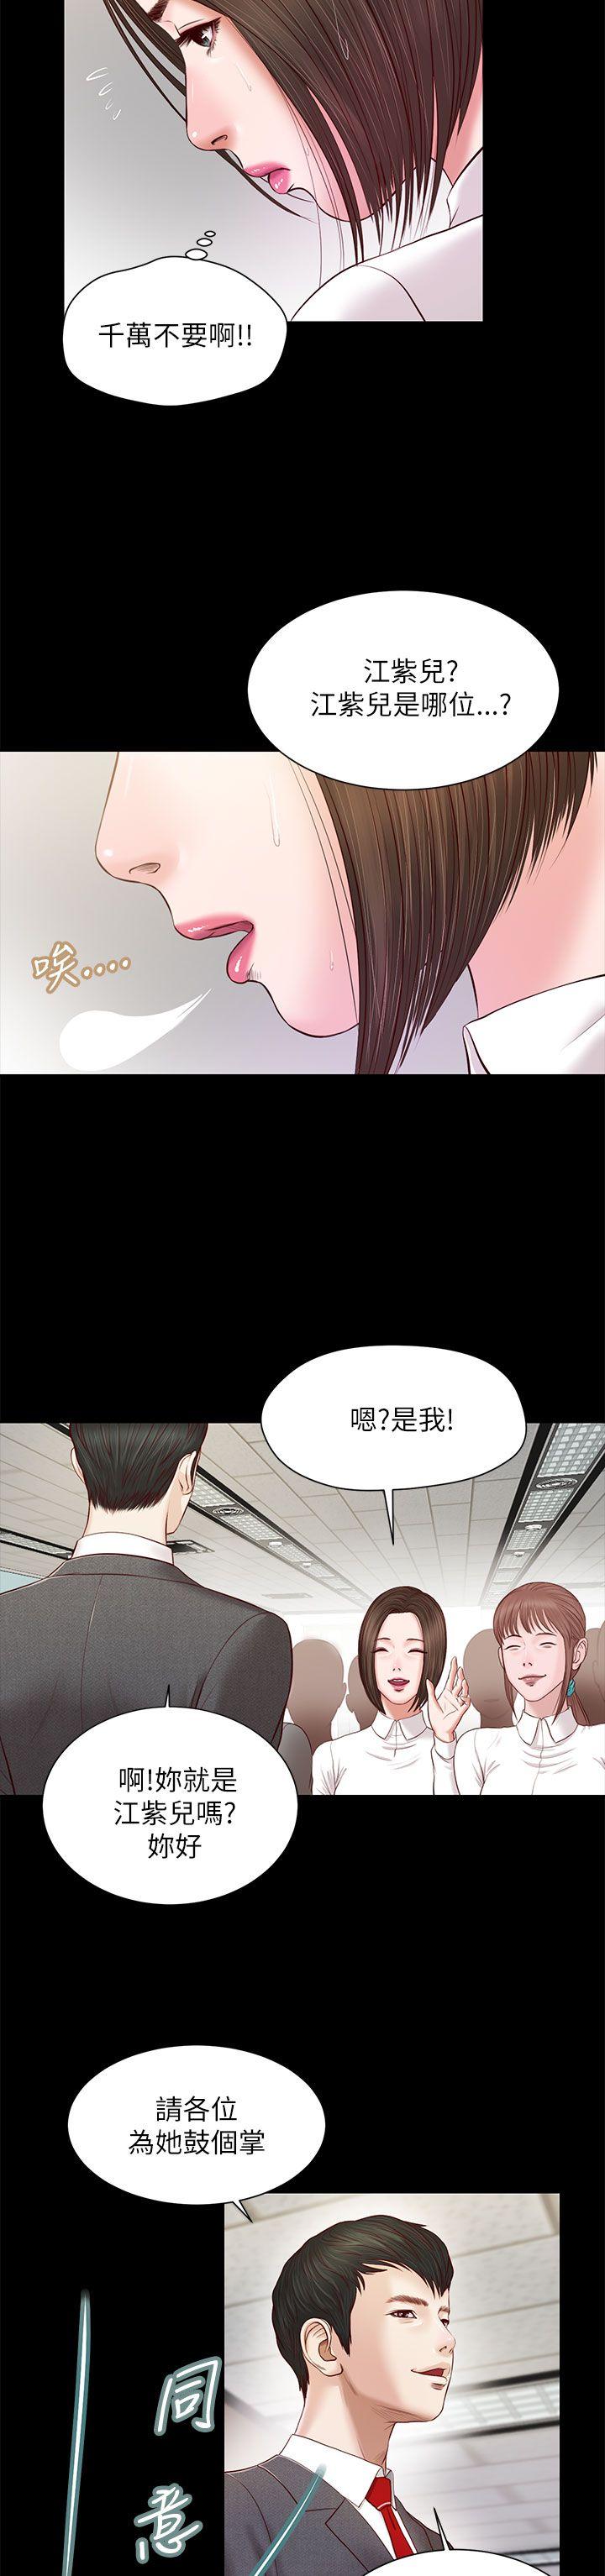 千萬不要啊!!
江紫兒?
江紫兒是哪位...?
唉....
嗯?是我!
啊!妳就是
江紫兒嗎?
妳好
請各位
為她鼓個掌
同
意